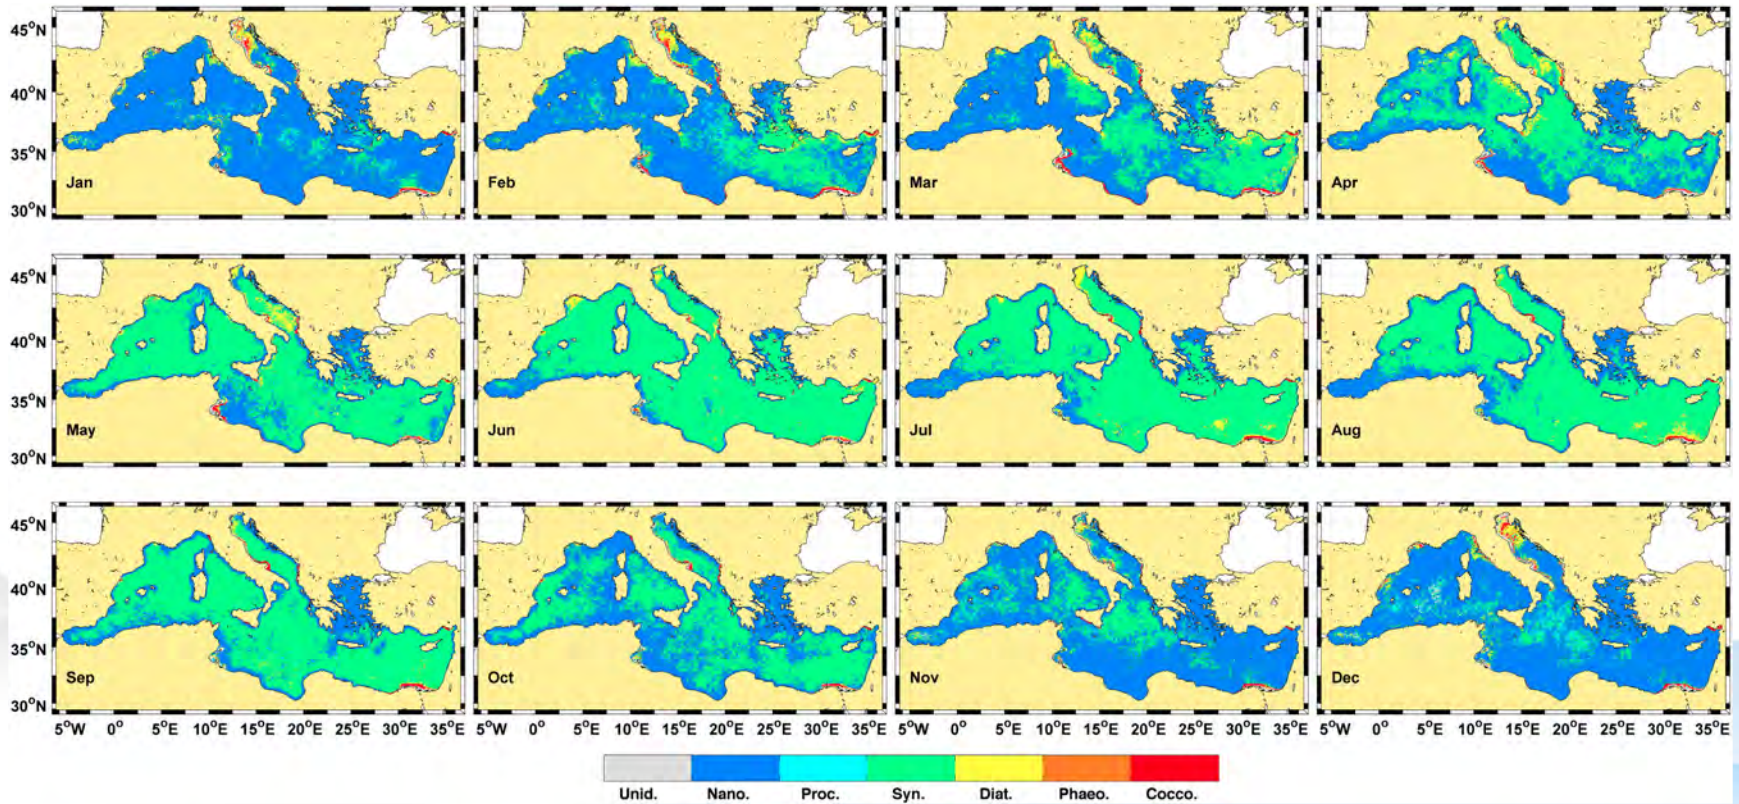 45°N
40°N
35°N
30°N
Jan
Feb
Mar
Apr
45°N
40°N
35°N
30°N
May
Jun
Jul
Aug
45°N
40°N
35°N
30°N
Sep
Oct
Nov
Dec
5°W 0° 5°E 10°E 15°E 20°E 25°E 30°E 35°E 5°W 0° 5°E 10°E 15°E 20°E 25°E 30°E 35°E 5°W 0° 5°E 10°E 15°E 20°E 25°E 30°E 35°E 5°W 0° 5°E 10°E 15°E 20°E 25°E 30°E 35°E
Unid. Nano. Proc. Syn. Diat. Phaeo. Cocco.